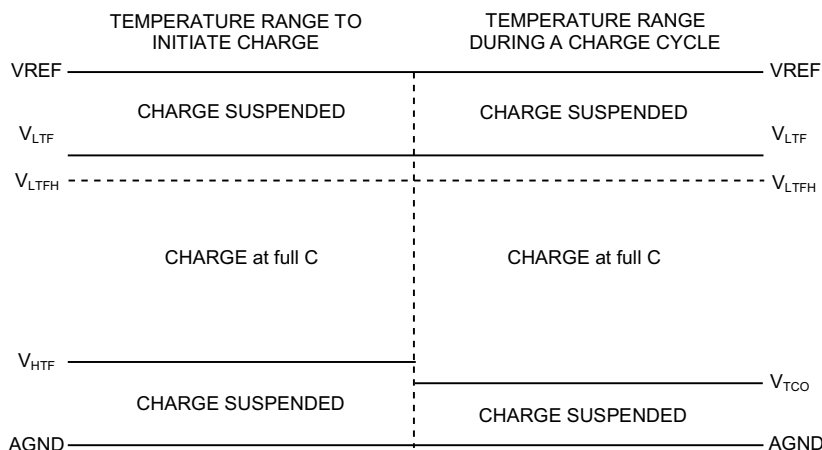 TEMPERATURE RANGE TO
INITIATE CHARGE
TEMPERATURE RANGE
DURING A CHARGE CYCLE
VREF
VREF
CHARGE SUSPENDED
CHARGE SUSPENDED
VLTF
VLTF
VLTFH
VLTFH
CHARGE at full C
CHARGE at full C
VHTF
VTCO
CHARGE SUSPENDED
CHARGE SUSPENDED
AGND
AGND